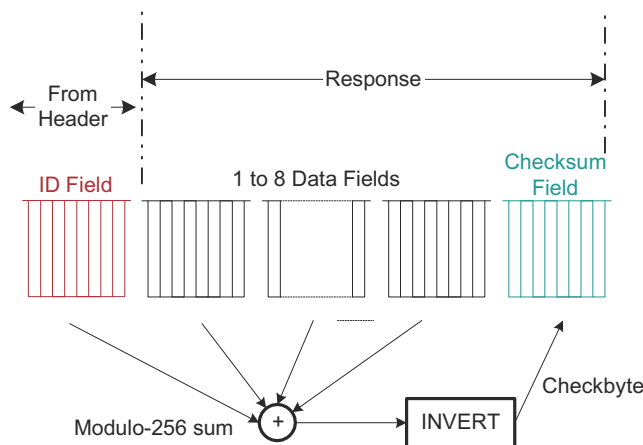 Response
From
Header
ID Field
1 to 8 Data Fields
Checksum
Field
Checkbyte
Modulo-256 sum
+
INVERT